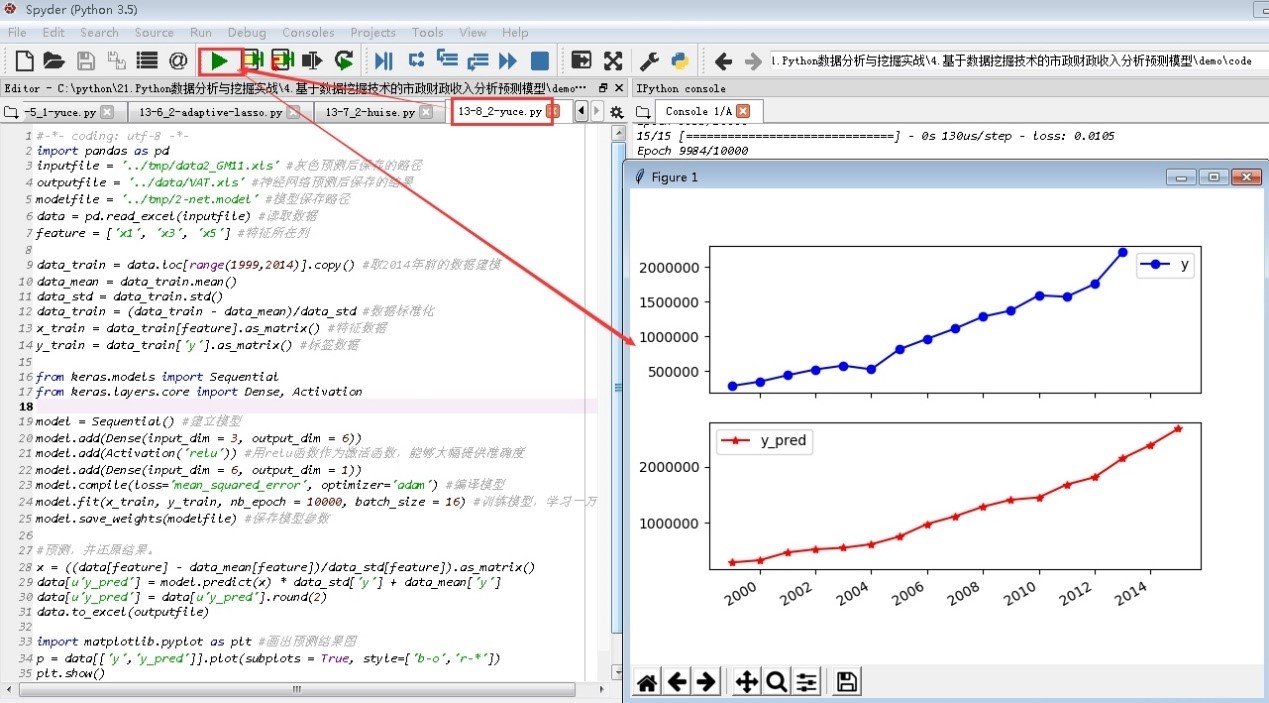 Spyder (Python 3.5)
File Edit Search Source Run Debug Consoles Projects Tools View Help
l.Python数据分析与挖掘实战\4.基于数据挖掘技术的市政财政收入分析预测模型\demo\code
Editor - C:\python\21.Python数据分析与挖掘实战\4.基于数据挖掘技术的市政财政收入分析预测模型\demo···
IPython console
-5_1-yuce.py 13-6_2-adaptive-lasso.py 13-7_2-huise.py 13-8_2-yuce.py
Console 1/A
1 #-*- coding: utf-8 -*-
2 import pandas as pd
3 inputfile = '../tmp/data2_GM11.xls' #灰色预测后保存的路径
4 outputfile = '../data/VAT.xls' #神经网络预测后保存的结果
5 modelfile = '../tmp/2-net.model' #模型保存路径
6 data = pd.read_excel(inputfile) #读取数据
7 feature = ['x1', 'x3', 'x5'] #特征所在列
8
9 data_train = data.loc[range(1999,2014)].copy() #取2014年前的数据建模
10 data_mean = data_train.mean()
11 data_std = data_train.std()
12 data_train = (data_train - data_mean)/data_std #数据标准化
13 x_train = data_train[feature].as_matrix() #特征数据
14 y_train = data_train['y'].as_matrix() #标签数据
15
16 from keras.models import Sequential
17 from keras.layers.core import Dense, Activation
18
19 model = Sequential() #建立模型
20 model.add(Dense(input_dim = 3, output_dim = 6))
21 model.add(Activation('relu')) #用relu函数作为激活函数，能够大幅提供准确度
22 model.add(Dense(input_dim = 6, output_dim = 1))
23 model.compile(loss='mean_squared_error', optimizer='adam') #编译模型
24 model.fit(x_train, y_train, nb_epoch = 10000, batch_size = 16) #训练模型，学习一万
25 model.save_weights(modelfile) #保存模型参数
26
27 #预测，并还原结果。
28 x = ((data[feature] - data_mean[feature])/data_std[feature]).as_matrix()
29 data[u'y_pred'] = model.predict(x) * data_std['y'] + data_mean['y']
30 data[u'y_pred'] = data[u'y_pred'].round(2)
31 data.to_excel(outputfile)
32
33 import matplotlib.pyplot as plt #画出预测结果图
34 p = data[['y','y_pred']].plot(subplots = True, style=['b-o','r-*'])
35 plt.show()
15/15 [==============================] - 0s 130us/step - loss: 0.0105
Epoch 9984/10000
Figure 1
y
2000000
1500000
1000000
500000
y_pred
2000000
1000000
2000 2002 2004 2006 2008 2010 2012 2014